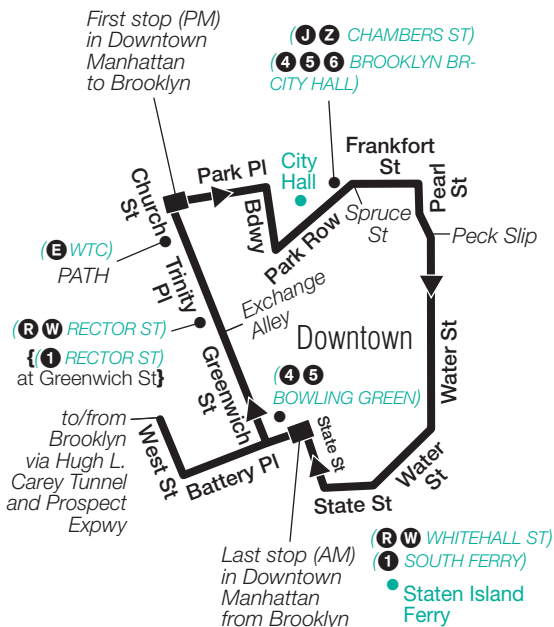 First stop (PM)
in Downtown
Manhattan
to Brooklyn
(J Z CHAMBERS ST)
(4 5 6 BROOKLYN BR-
CITY HALL)
Frankfort
St
Pearl
St
City
Hall
Park Pl
Bdwy
Park Row
Spruce
St
Peck Slip
Church
St
(E WTC)
PATH
Trinity
Pl
Exchange
Alley
Downtown
Water St
(R W RECTOR ST)
{(1 RECTOR ST)
at Greenwich St}
Greenwich
St
(4 5
BOWLING GREEN)
to/from
Brooklyn
via Hugh L.
Carey Tunnel
and Prospect
Expwy
West St
Battery Pl
State St
State St
Water
St
Last stop (AM)
in Downtown
Manhattan
from Brooklyn
(R W WHITEHALL ST)
(1 SOUTH FERRY)
Staten Island
Ferry